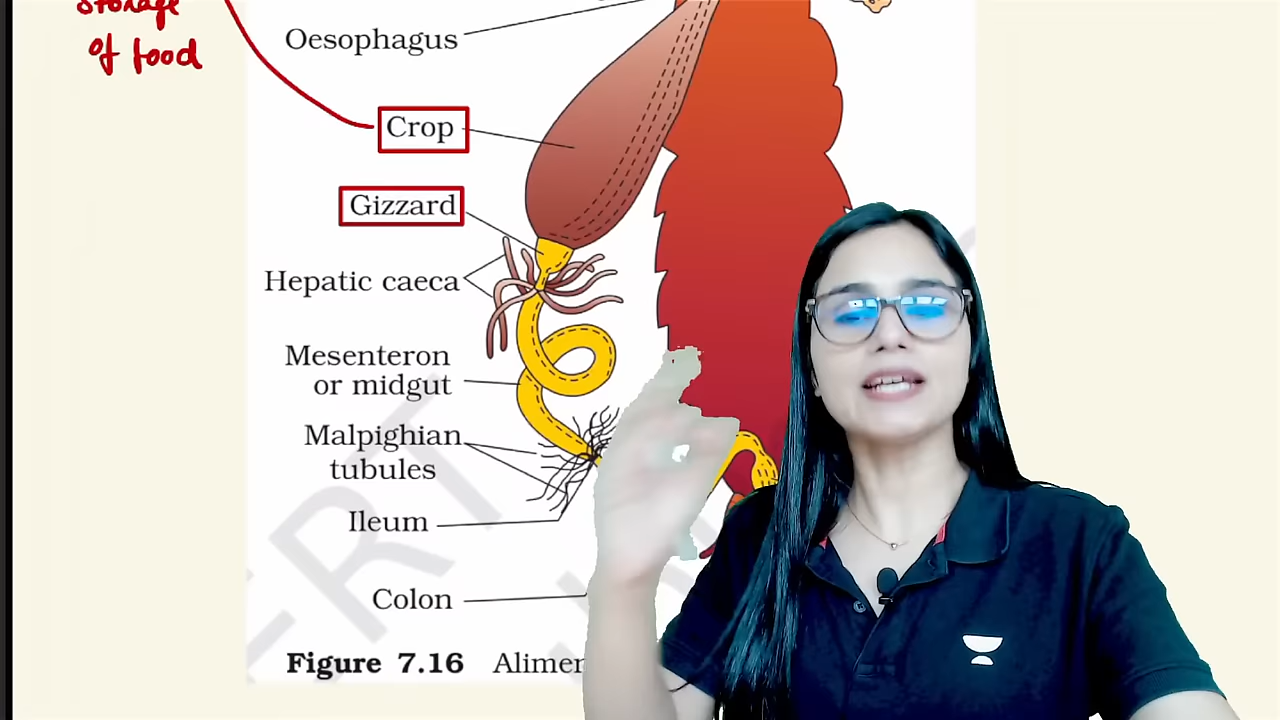 storage
of food
Oesophagus
Crop
Gizzard
Hepatic caeca
Mesenteron
or midgut
Malpighian
tubules
Ileum
Colon
Figure 7.16 Alimen